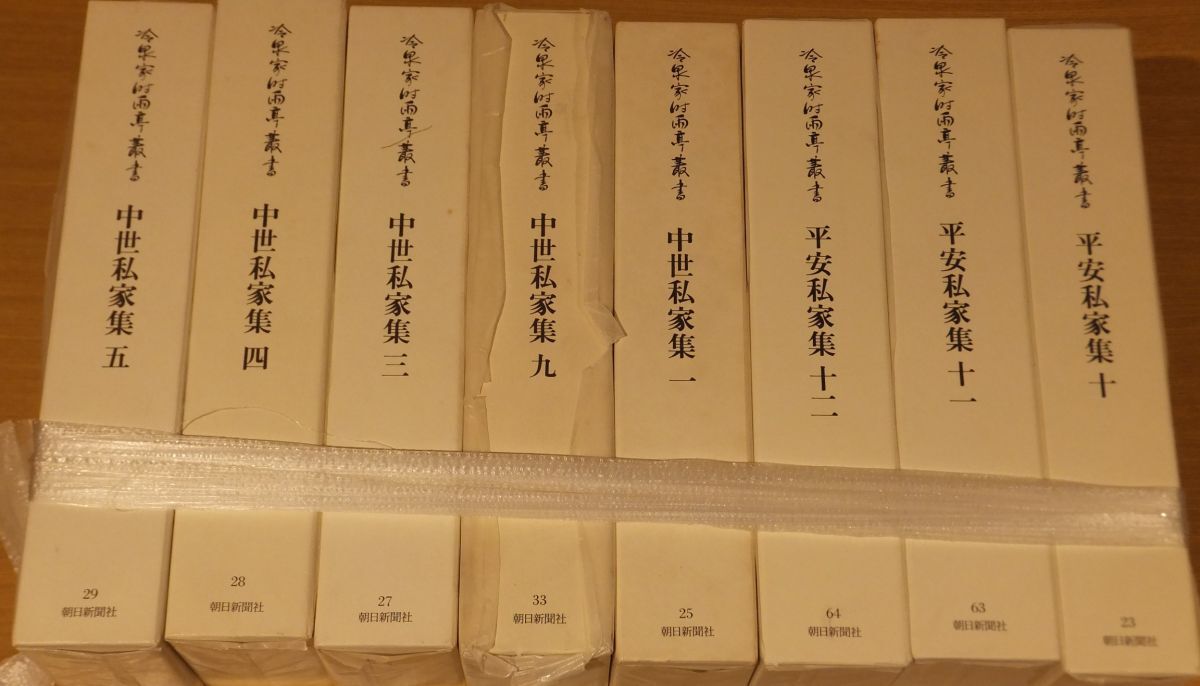 冷泉家时雨亭叢書
中世私家集 五
29
朝日新聞社
冷泉家时雨亭叢書
中世私家集 四
28
朝日新聞社
冷泉家时雨亭叢書
中世私家集 三
27
朝日新聞社
冷泉家时雨亭叢書
中世私家集 九
33
朝日新聞社
冷泉家时雨亭叢書
中世私家集 一
25
朝日新聞社
冷泉家时雨亭叢書
平安私家集 十二
64
朝日新聞社
冷泉家时雨亭叢書
平安私家集 十一
63
朝日新聞社
冷泉家时雨亭叢書
平安私家集 十
23
朝日新聞社